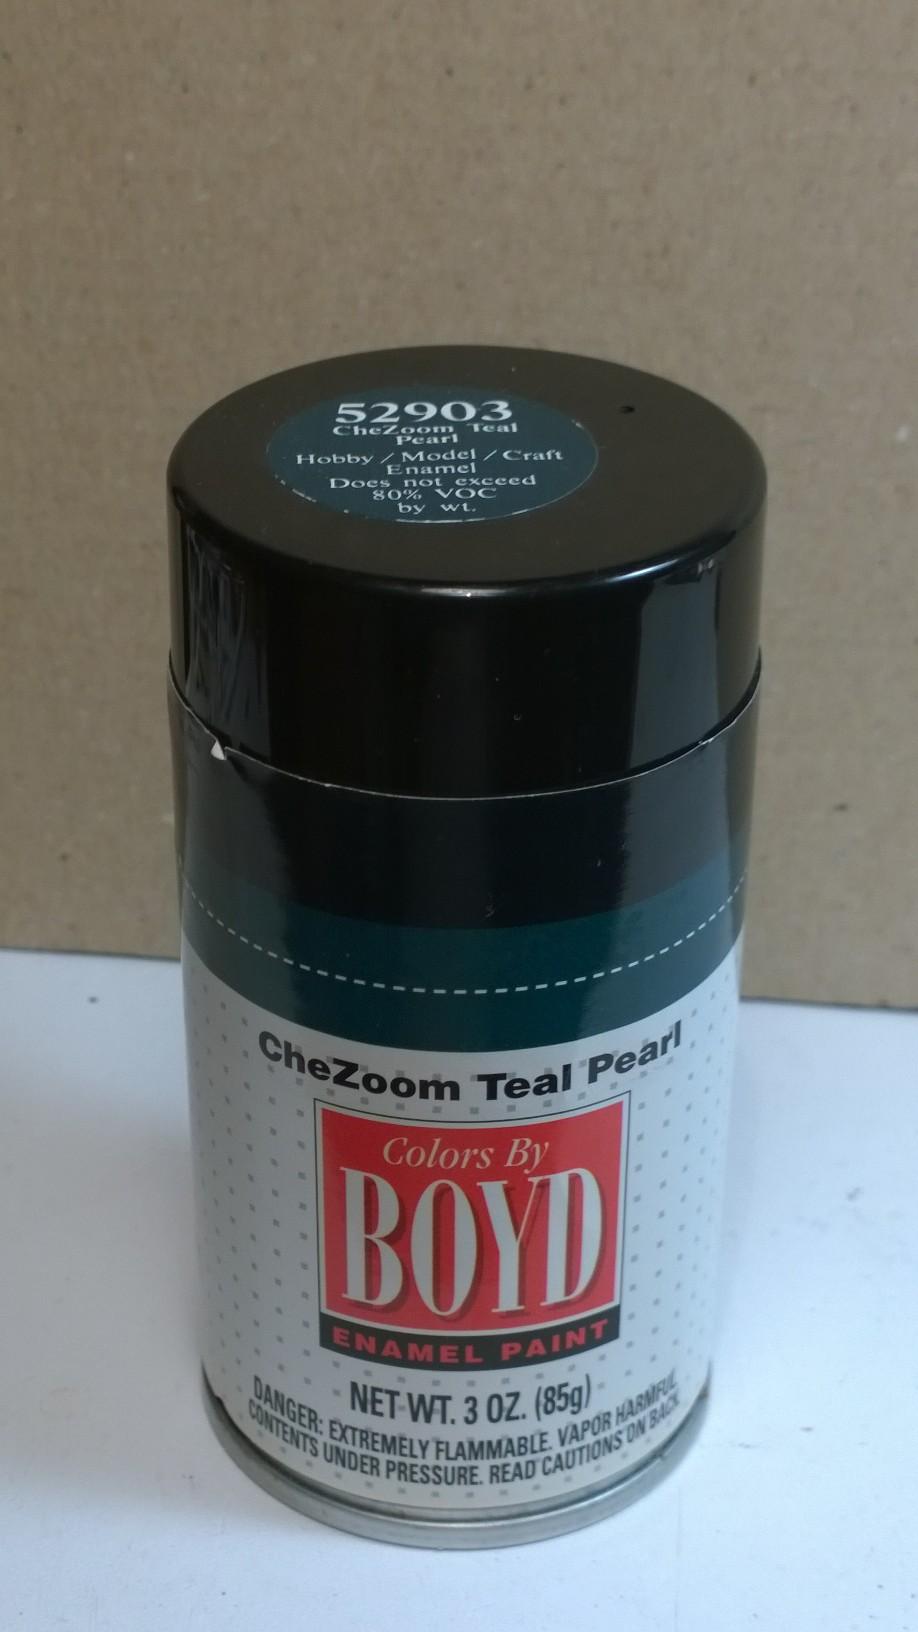 52903
CheZoom Teal
Pearl
Hobby / Model / Craft
Enamel
Does not exceed
80% VOC
by wt.
CheZoom Teal Pearl
Colors By
BOYD
ENAMEL PAINT
NET WT. 3 OZ. (85g)
DANGER: EXTREMELY FLAMMABLE. VAPOR HARMFUL.
CONTENTS UNDER PRESSURE. READ CAUTIONS ON BACK.